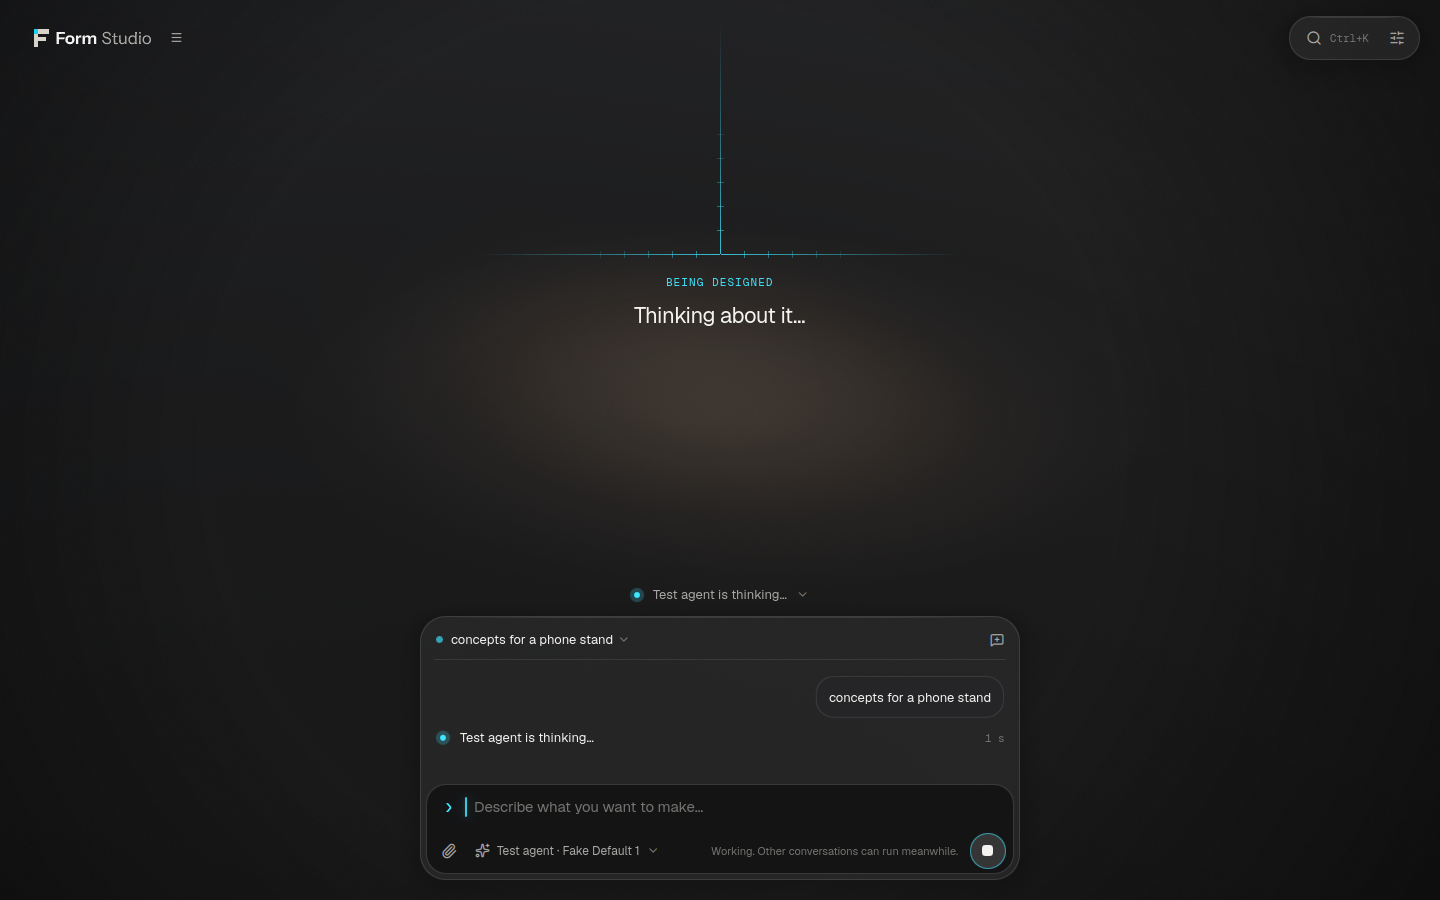 Form Studio
Ctrl+K
BEING DESIGNED
Thinking about it...
Test agent is thinking...
concepts for a phone stand
concepts for a phone stand
Test agent is thinking...
1 s
Describe what you want to make...
Test agent · Fake Default 1
Working. Other conversations can run meanwhile.